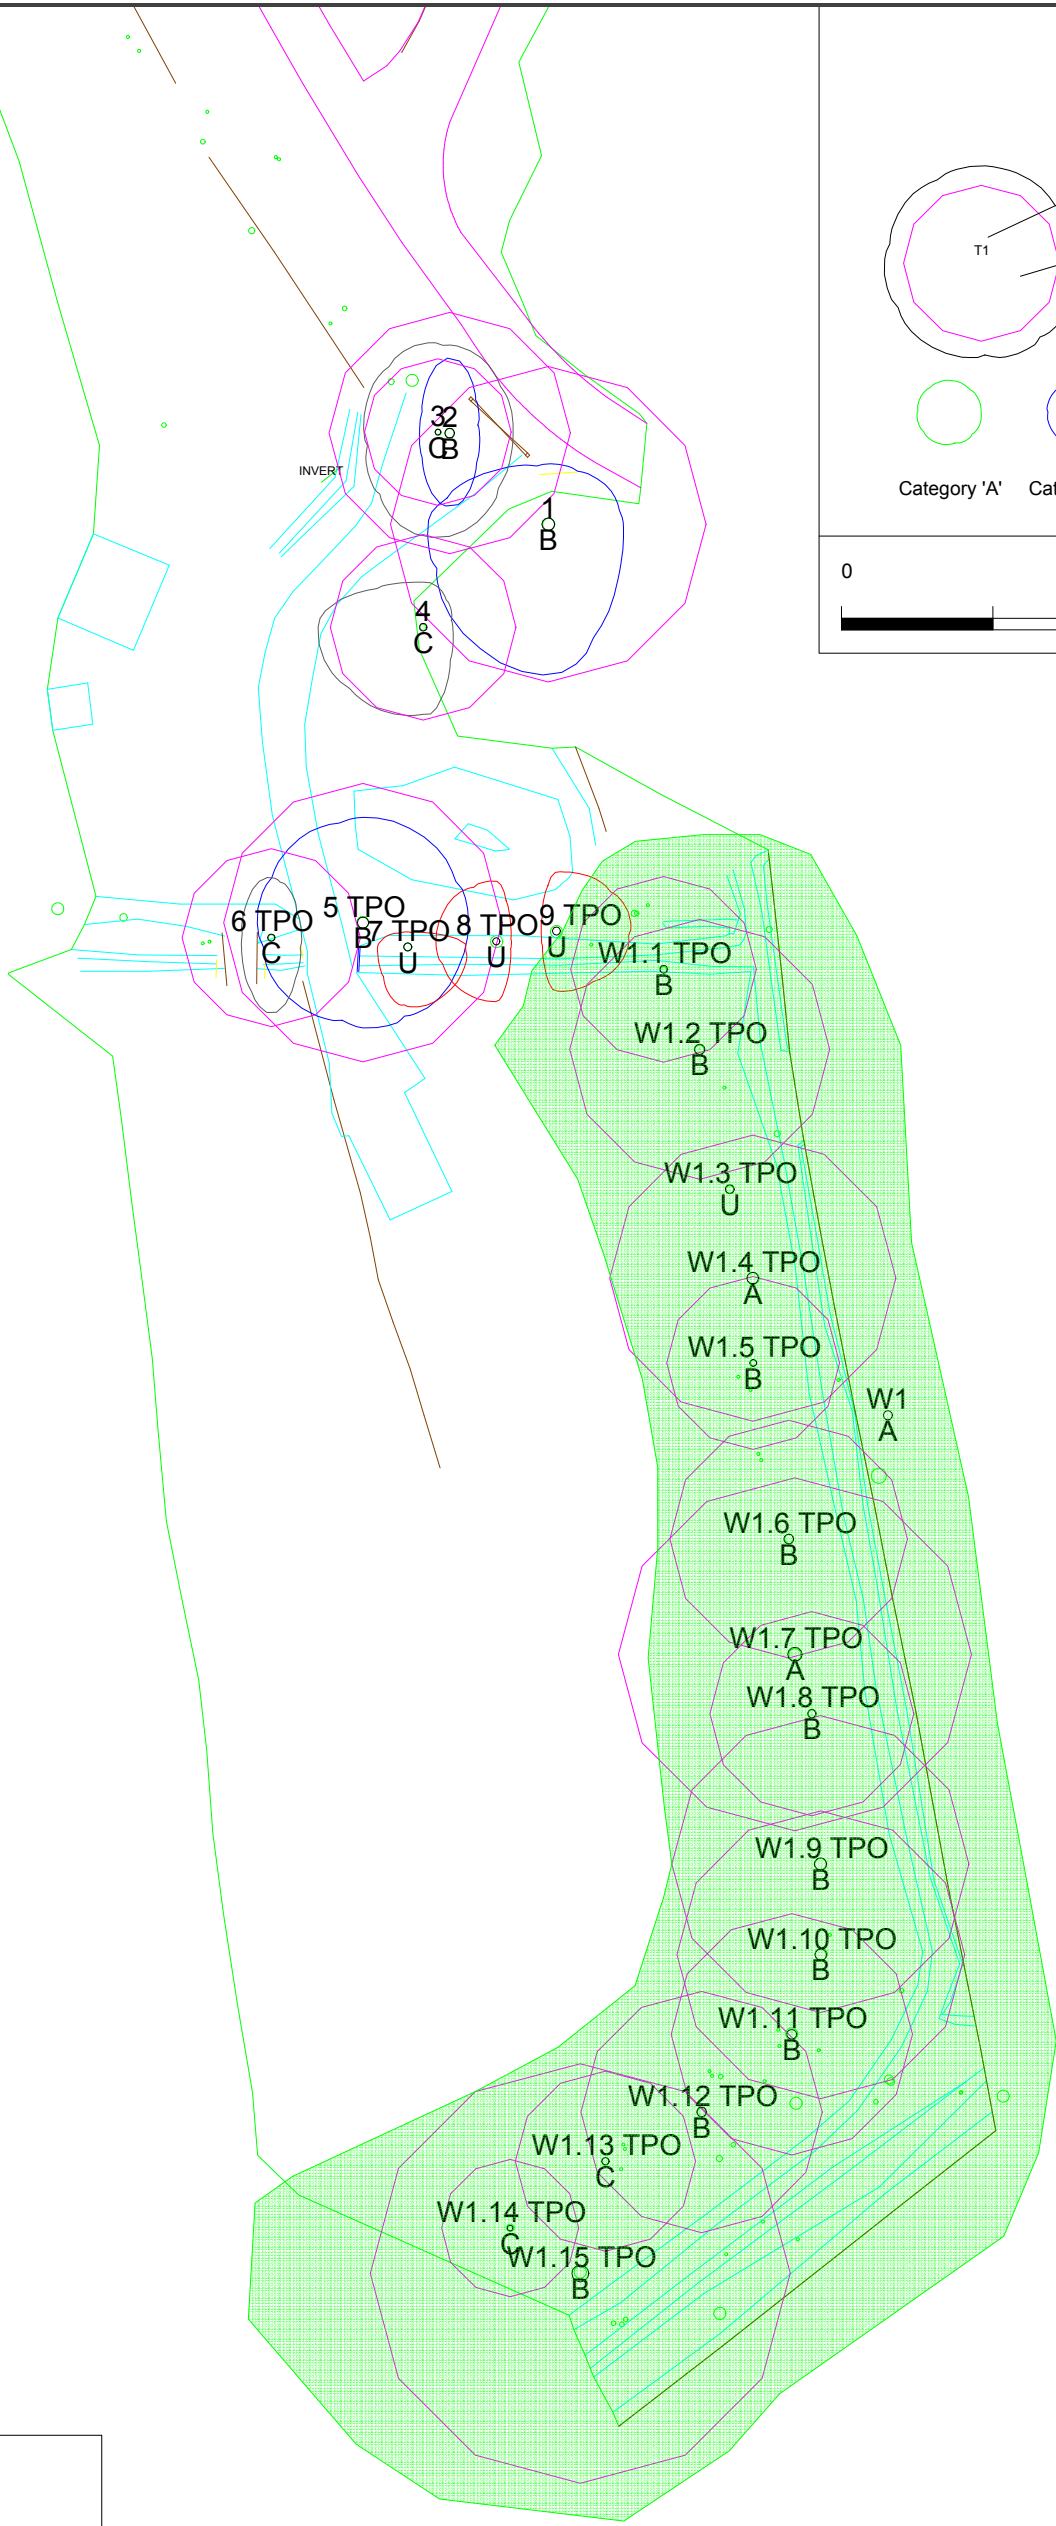 T1
Category 'A'
Cat
0
INVERT
3
C
2
B
1
B
4
C
6 TPO
C
5 TPO
B
7 TPO
U
8 TPO
U
9 TPO
U
W1.1 TPO
B
W1.2 TPO
B
W1.3 TPO
U
W1.4 TPO
A
W1.5 TPO
B
W1
A
W1.6 TPO
B
W1.7 TPO
A
W1.8 TPO
B
W1.9 TPO
B
W1.10 TPO
B
W1.11 TPO
B
W1.12 TPO
B
W1.13 TPO
C
W1.14 TPO
C
W1.15 TPO
B